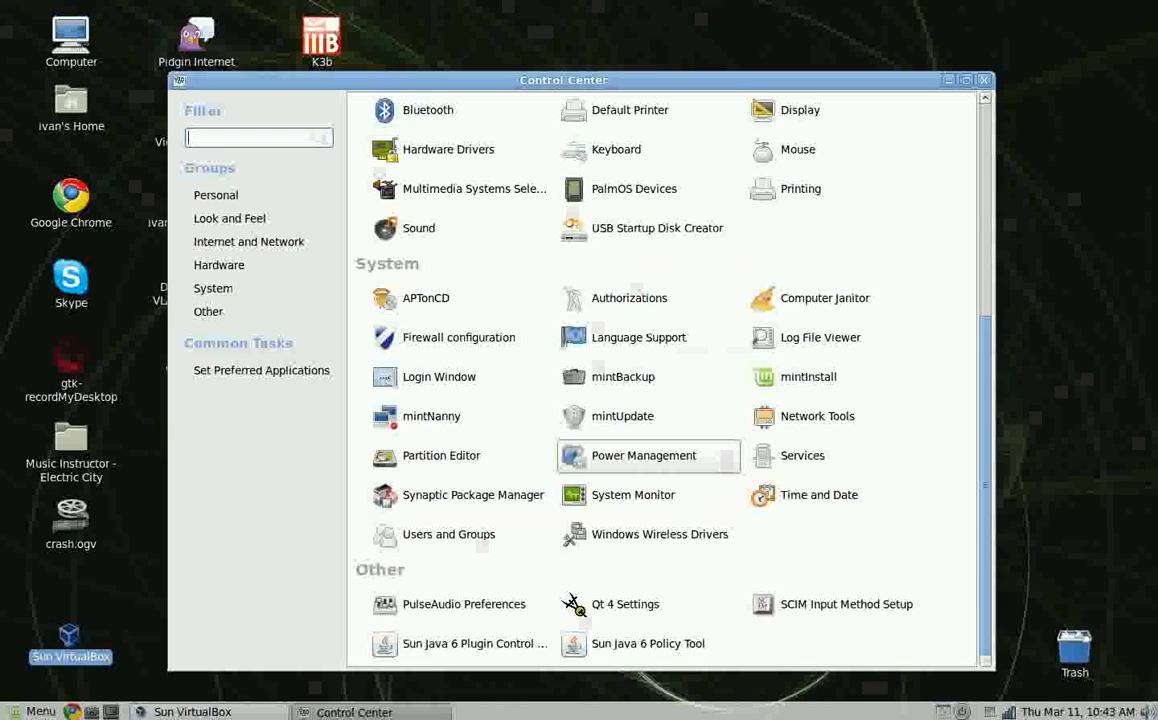 Computer
Pidgin Internet
K3b
Control Center
ivan's Home
Google Chrome
Skype
gtk-
recordMyDesktop
Music Instructor -
Electric City
crash.ogv
Sun VirtualBox
Trash
Filter
Groups
Personal
Look and Feel
Internet and Network
Hardware
System
Other
Common Tasks
Set Preferred Applications
Bluetooth Default Printer Display
Hardware Drivers Keyboard Mouse
Multimedia Systems Sele... PalmOS Devices Printing
Sound USB Startup Disk Creator
System
APTonCD Authorizations Computer Janitor
Firewall configuration Language Support Log File Viewer
Login Window mintBackup mintInstall
mintNanny mintUpdate Network Tools
Partition Editor Power Management Services
Synaptic Package Manager System Monitor Time and Date
Users and Groups Windows Wireless Drivers
Other
PulseAudio Preferences Qt 4 Settings SCIM Input Method Setup
Sun Java 6 Plugin Control ... Sun Java 6 Policy Tool
Menu Sun VirtualBox Control Center Thu Mar 11, 10:43 AM